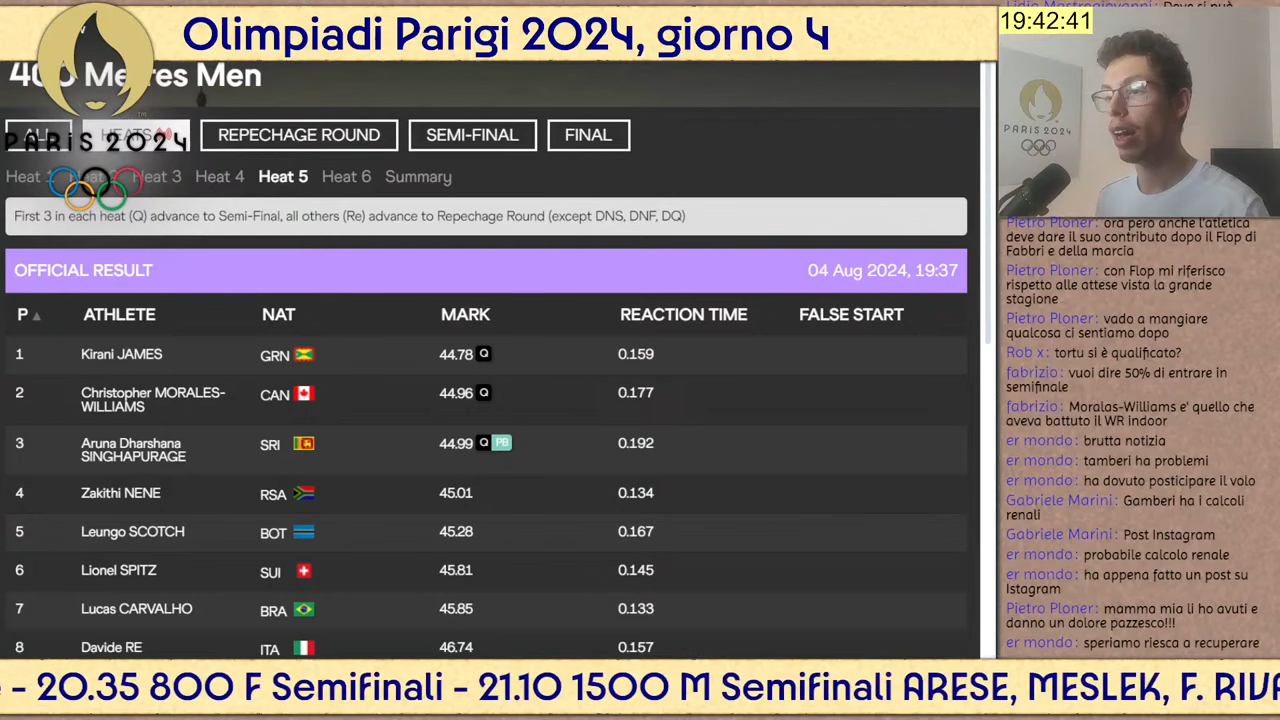 Olimpiadi Parigi 2024, giorno 4
19:42:41
400 Metres Men
ALL HEATS REPECHAGE ROUND SEMI-FINAL FINAL
PARIS 2024
Heat 1 Heat 2 Heat 3 Heat 4 Heat 5 Heat 6 Summary
First 3 in each heat (Q) advance to Semi-Final, all others (Re) advance to Repechage Round (except DNS, DNF, DQ)
OFFICIAL RESULT 04 Aug 2024, 19:37
P ATHLETE NAT MARK REACTION TIME FALSE START
1 Kirani JAMES GRN 44.78 Q 0.159
2 Christopher MORALES-WILLIAMS CAN 44.96 Q 0.177
3 Aruna Dharshana SINGHAPURAGE SRI 44.99 Q PB 0.192
4 Zakithi NENE RSA 45.01 0.134
5 Leungo SCOTCH BOT 45.28 0.167
6 Lionel SPITZ SUI 45.81 0.145
7 Lucas CARVALHO BRA 45.85 0.133
8 Davide RE ITA 46.74 0.157
PARIS 2024
Pietro Ploner: ora però anche l'atletica
deve dare il suo contributo dopo il Flop di
Fabbri e della marcia
Pietro Ploner: con Flop mi riferisco
rispetto alle attese vista la grande
stagione
Pietro Ploner: vado a mangiare
qualcosa ci sentiamo dopo
Rob x: tortu si è qualificato?
fabrizio: vuoi dire 50% di entrare in
semifinale
fabrizio: Moralas-Williams e' quello che
aveva battuto il WR indoor
er mondo: brutta notizia
er mondo: tamberi ha problemi
er mondo: ha dovuto posticipare il volo
Gabriele Marini: Gamberi ha i calcoli
renali
Gabriele Marini: Post Instagram
er mondo: probabile calcolo renale
er mondo: ha appena fatto un post su
Istagram
Pietro Ploner: mamma mia li ho avuti e
danno un dolore pazzesco!!!
er mondo: speriamo riesca a recuperare
- 20.35 800 F Semifinali - 21.10 1500 M Semifinali ARESE, MESLEK, F. RIVA